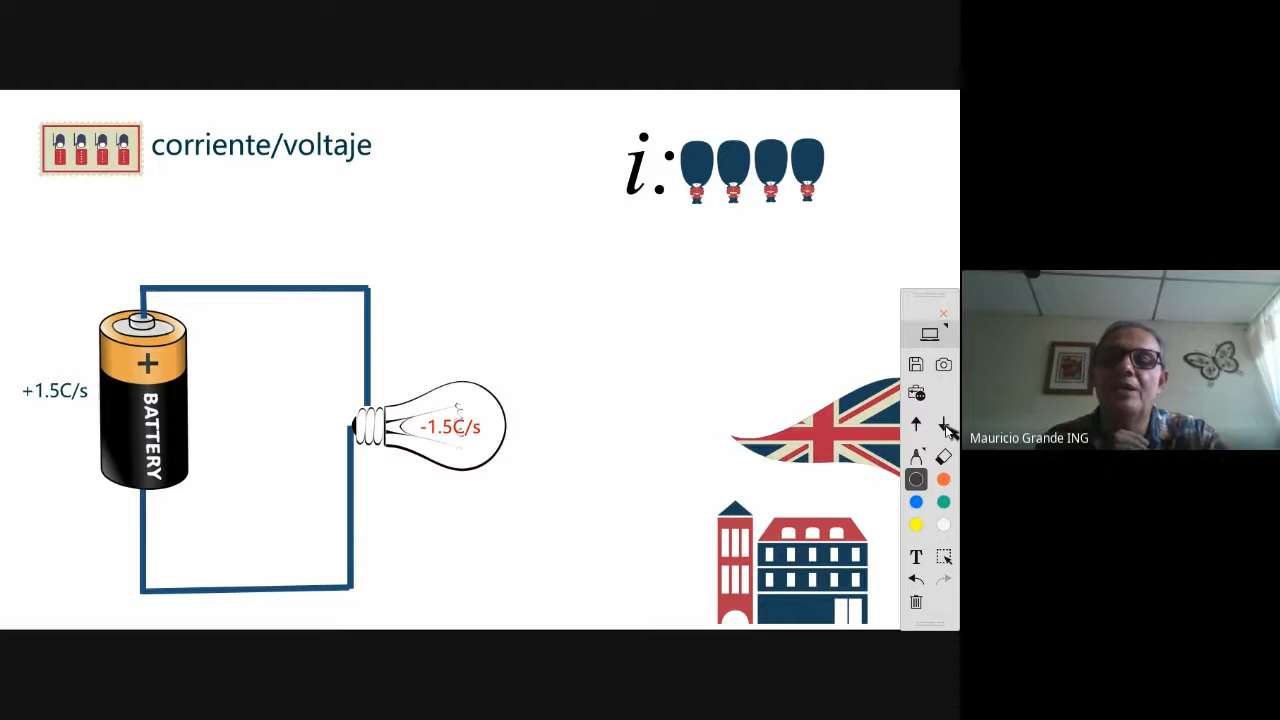 corriente/voltaje
i:
+1.5C/s
+
BATTERY
-1.5C/s
T
Mauricio Grande ING